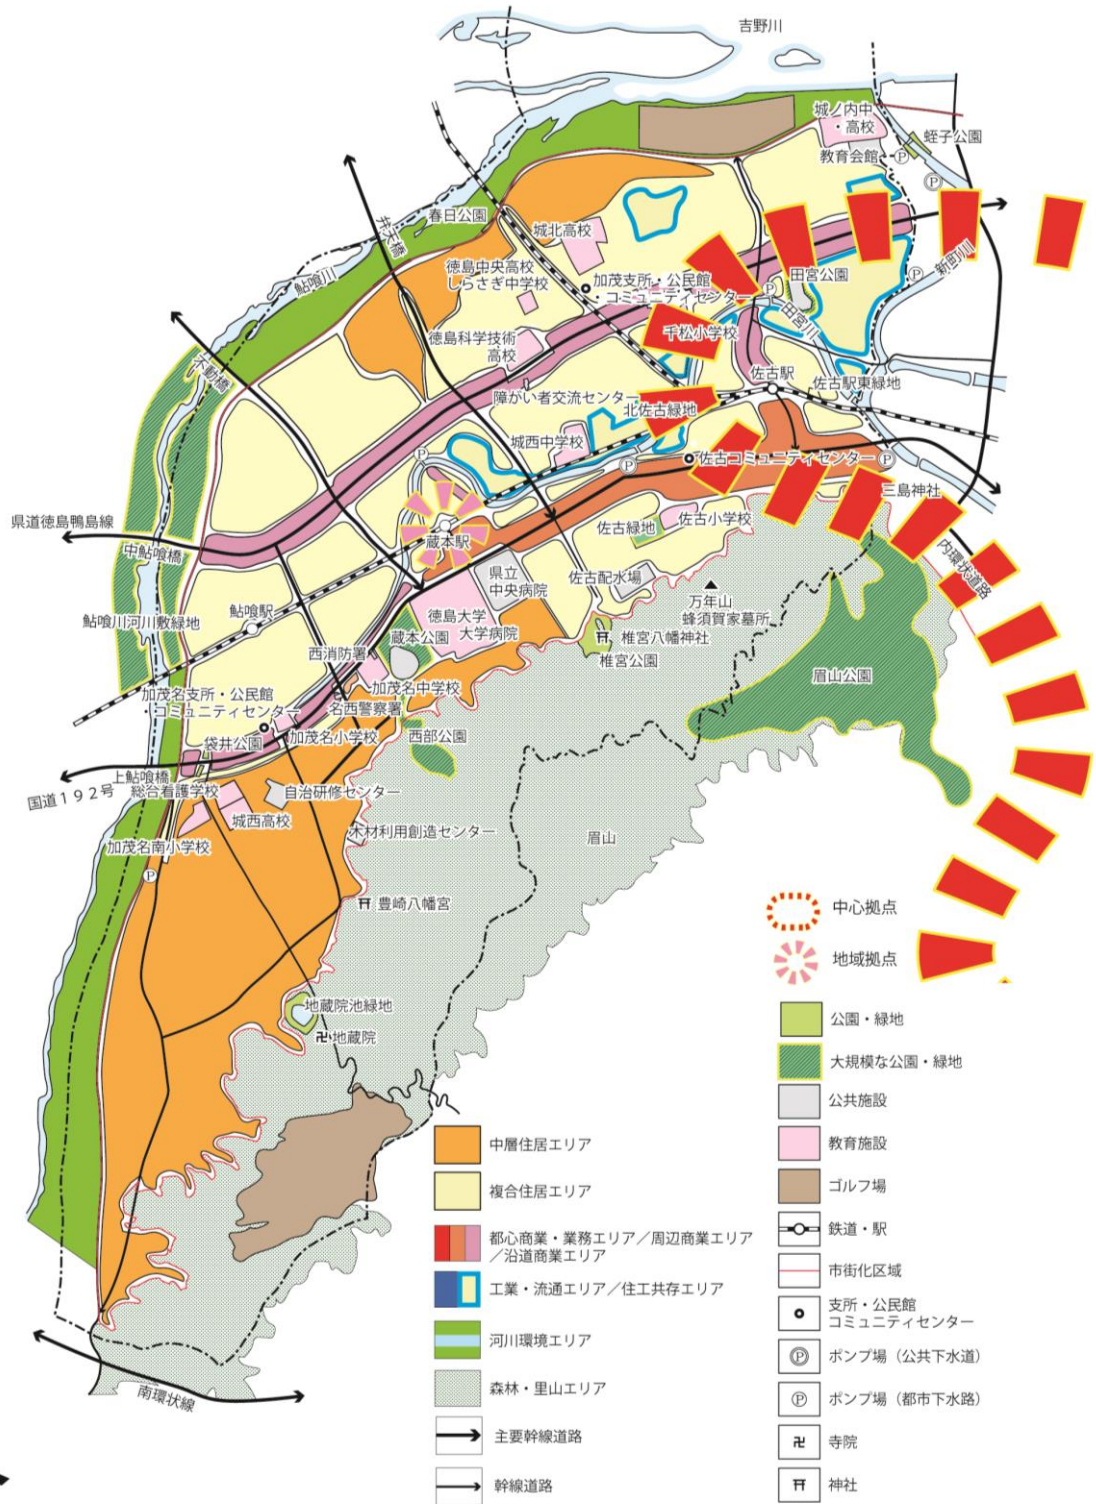 吉野川
城ノ内中
・高校
蛭子公園
教育会館
Ⓟ
Ⓟ
春日公園
城北高校
弁天橋
鮎喰川
徳島中央高校
しらさぎ中学校
加茂支所・公民館
・コミュニティセンター
田宮公園
Ⓟ
Ⓟ
新町川
田宮川
千松小学校
徳島科学技術
高校
不動橋
佐古駅
佐古駅東緑地
障がい者交流センター
北佐古緑地
城西中学校
Ⓟ
Ⓟ
佐古コミュニティセンター
Ⓟ
三島神社
県道徳島鴨島線
中鮎喰橋
蔵本駅
佐古緑地
佐古小学校
内環状道路
県立
中央病院
佐古配水場
万年山
蜂須賀家墓所
鮎喰駅
鮎喰川河川敷緑地
徳島大学
大学病院
蔵本公園
椎宮八幡神社
椎宮公園
西消防署
眉山公園
加茂名中学校
加茂名支所・公民館
・コミュニティセンター
名西警察署
加茂名小学校
西部公園
袋井公園
上鮎喰橋
国道192号
総合看護学校
自治研修センター
城西高校
木材利用創造センター
眉山
加茂名南小学校
Ⓟ
豊崎八幡宮
地蔵院池緑地
卍地蔵院
南環状線
中心拠点
地域拠点
公園・緑地
大規模な公園・緑地
公共施設
教育施設
ゴルフ場
鉄道・駅
市街化区域
支所・公民館
コミュニティセンター
Ⓟ ポンプ場（公共下水道）
Ⓟ ポンプ場（都市下水路）
卍 寺院
神社
中層住居エリア
複合住居エリア
都心商業・業務エリア／周辺商業エリア
／沿道商業エリア
工業・流通エリア／住工共存エリア
河川環境エリア
森林・里山エリア
主要幹線道路
幹線道路